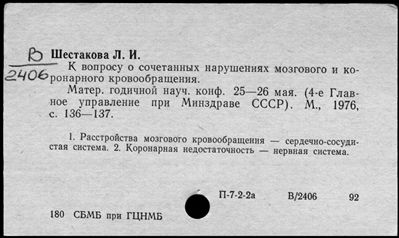 В
2406
Шестакова Л. И.
К вопросу о сочетанных нарушениях мозгового и ко-
ронарного кровообращения.
Матер. годичной науч. конф. 25—26 мая. (4-е Глав-
ное управление при Минздраве СССР). М., 1976,
с. 136—137.
1. Расстройства мозгового кровообращения — сердечно-сосуди-
стая система. 2. Коронарная недостаточность — нервная система.
П-7-2-2а В/2406 92
180 СБМБ при ГЦНМБ